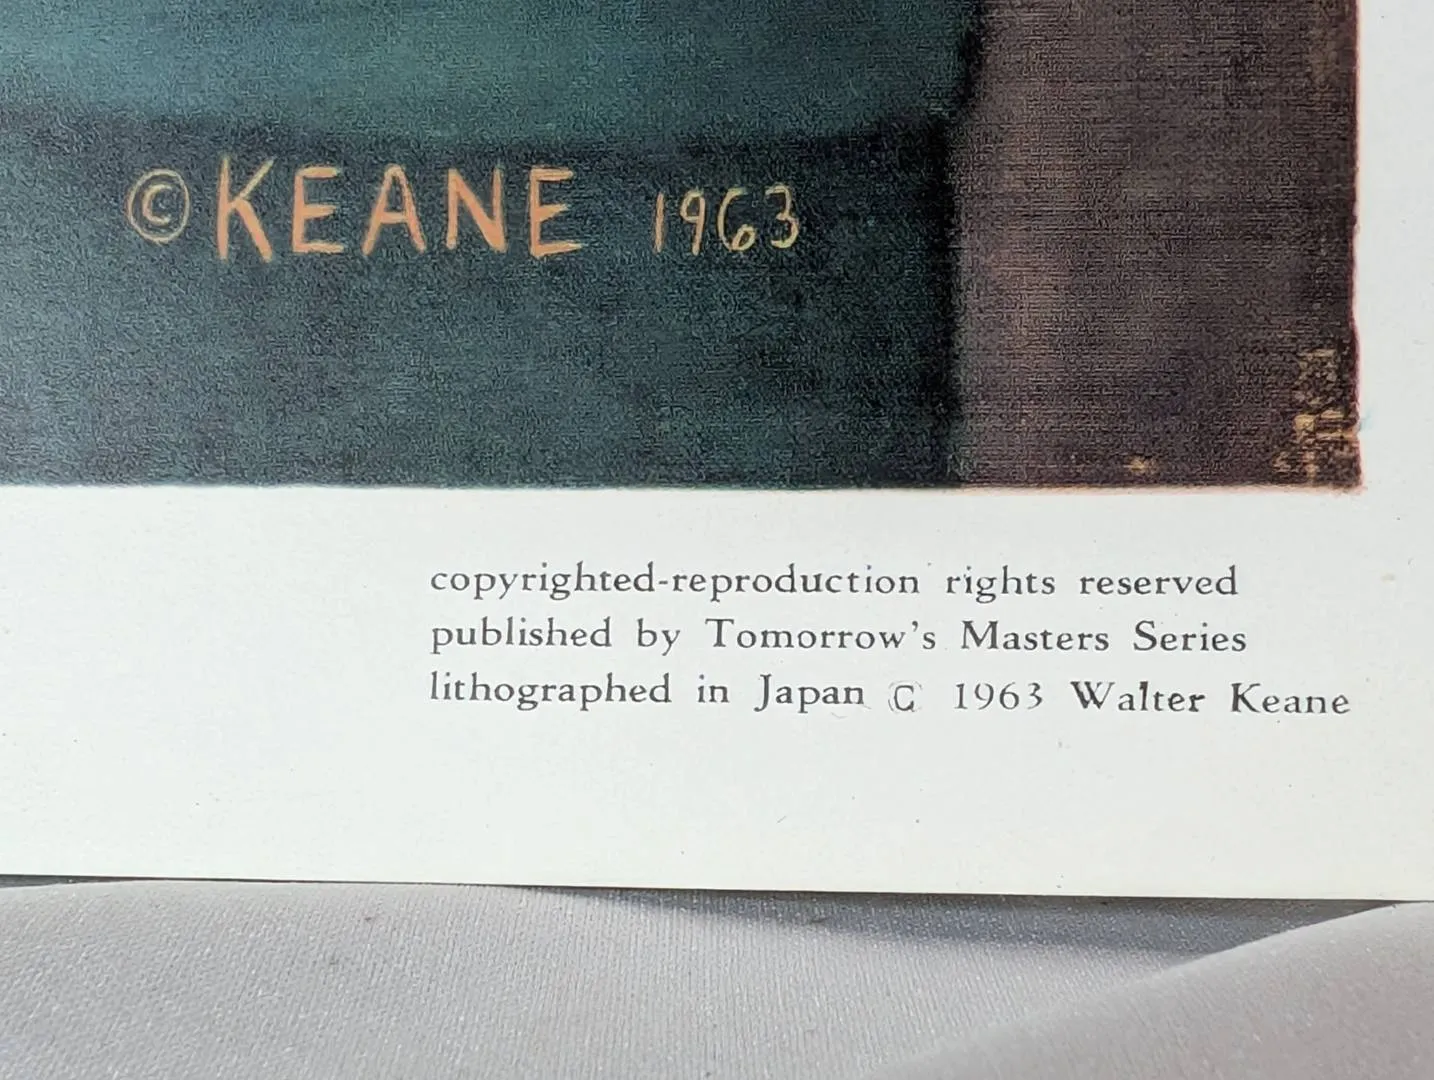 © KEANE 1963
copyrighted-reproduction rights reserved
published by Tomorrow's Masters Series
lithographed in Japan © 1963 Walter Keane